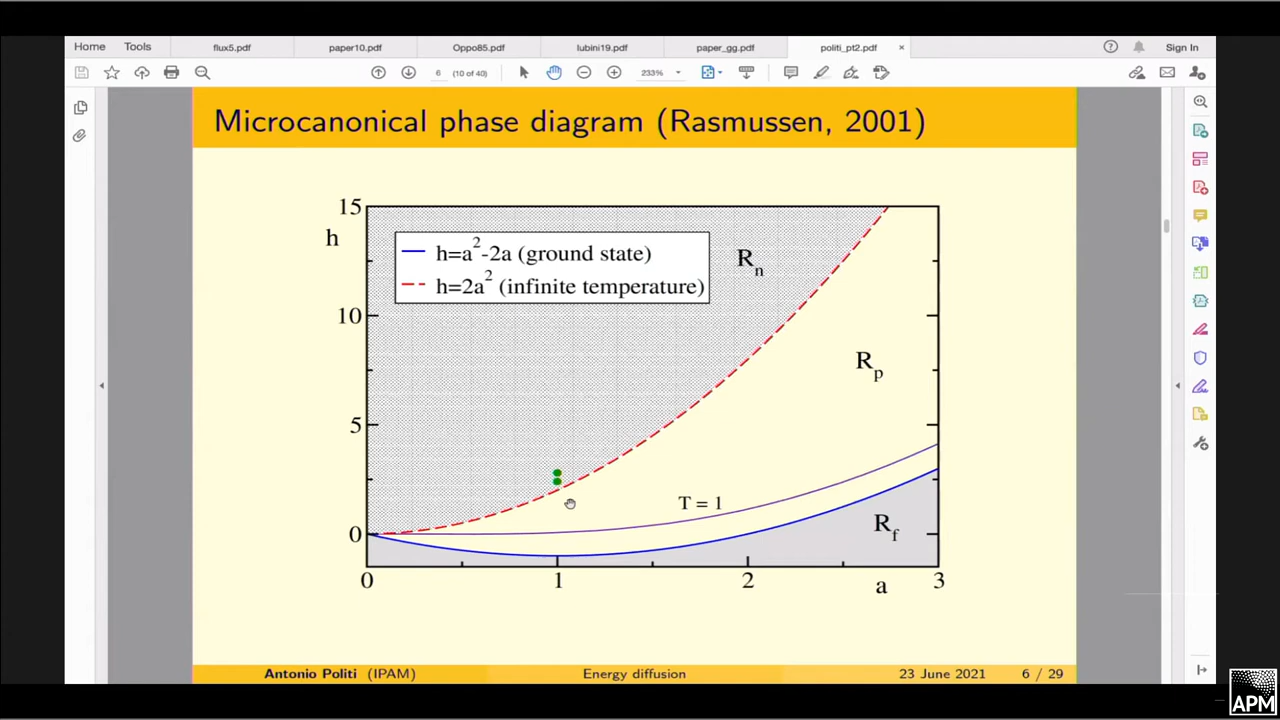 Home Tools flux5.pdf paper10.pdf Oppo85.pdf lubini19.pdf paper_gg.pdf politi_pt2.pdf × Sign In
6 (10 of 40) 233%
Microcanonical phase diagram (Rasmussen, 2001)
15
h
h=a²-2a (ground state)
h=2a² (infinite temperature)
Rₙ
10
Rₚ
5
T = 1
R_f
0
0 1 2 3
a
Antonio Politi (IPAM) Energy diffusion 23 June 2021 6 / 29
APM